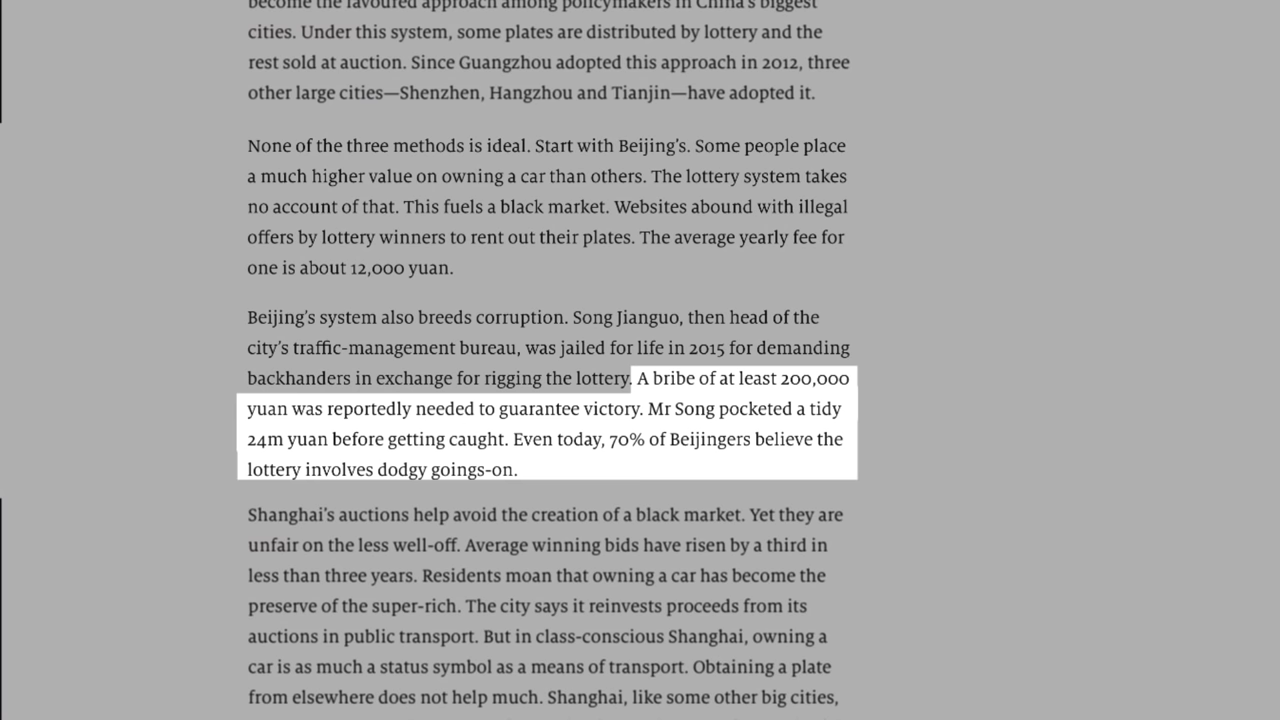 become the favoured approach among policymakers in China's biggest
cities. Under this system, some plates are distributed by lottery and the
rest sold at auction. Since Guangzhou adopted this approach in 2012, three
other large cities—Shenzhen, Hangzhou and Tianjin—have adopted it.
None of the three methods is ideal. Start with Beijing's. Some people place
a much higher value on owning a car than others. The lottery system takes
no account of that. This fuels a black market. Websites abound with illegal
offers by lottery winners to rent out their plates. The average yearly fee for
one is about 12,000 yuan.
Beijing's system also breeds corruption. Song Jianguo, then head of the
city's traffic-management bureau, was jailed for life in 2015 for demanding
backhanders in exchange for rigging the lottery. A bribe of at least 200,000
yuan was reportedly needed to guarantee victory. Mr Song pocketed a tidy
24m yuan before getting caught. Even today, 70% of Beijingers believe the
lottery involves dodgy goings-on.
Shanghai's auctions help avoid the creation of a black market. Yet they are
unfair on the less well-off. Average winning bids have risen by a third in
less than three years. Residents moan that owning a car has become the
preserve of the super-rich. The city says it reinvests proceeds from its
auctions in public transport. But in class-conscious Shanghai, owning a
car is as much a status symbol as a means of transport. Obtaining a plate
from elsewhere does not help much. Shanghai, like some other big cities,